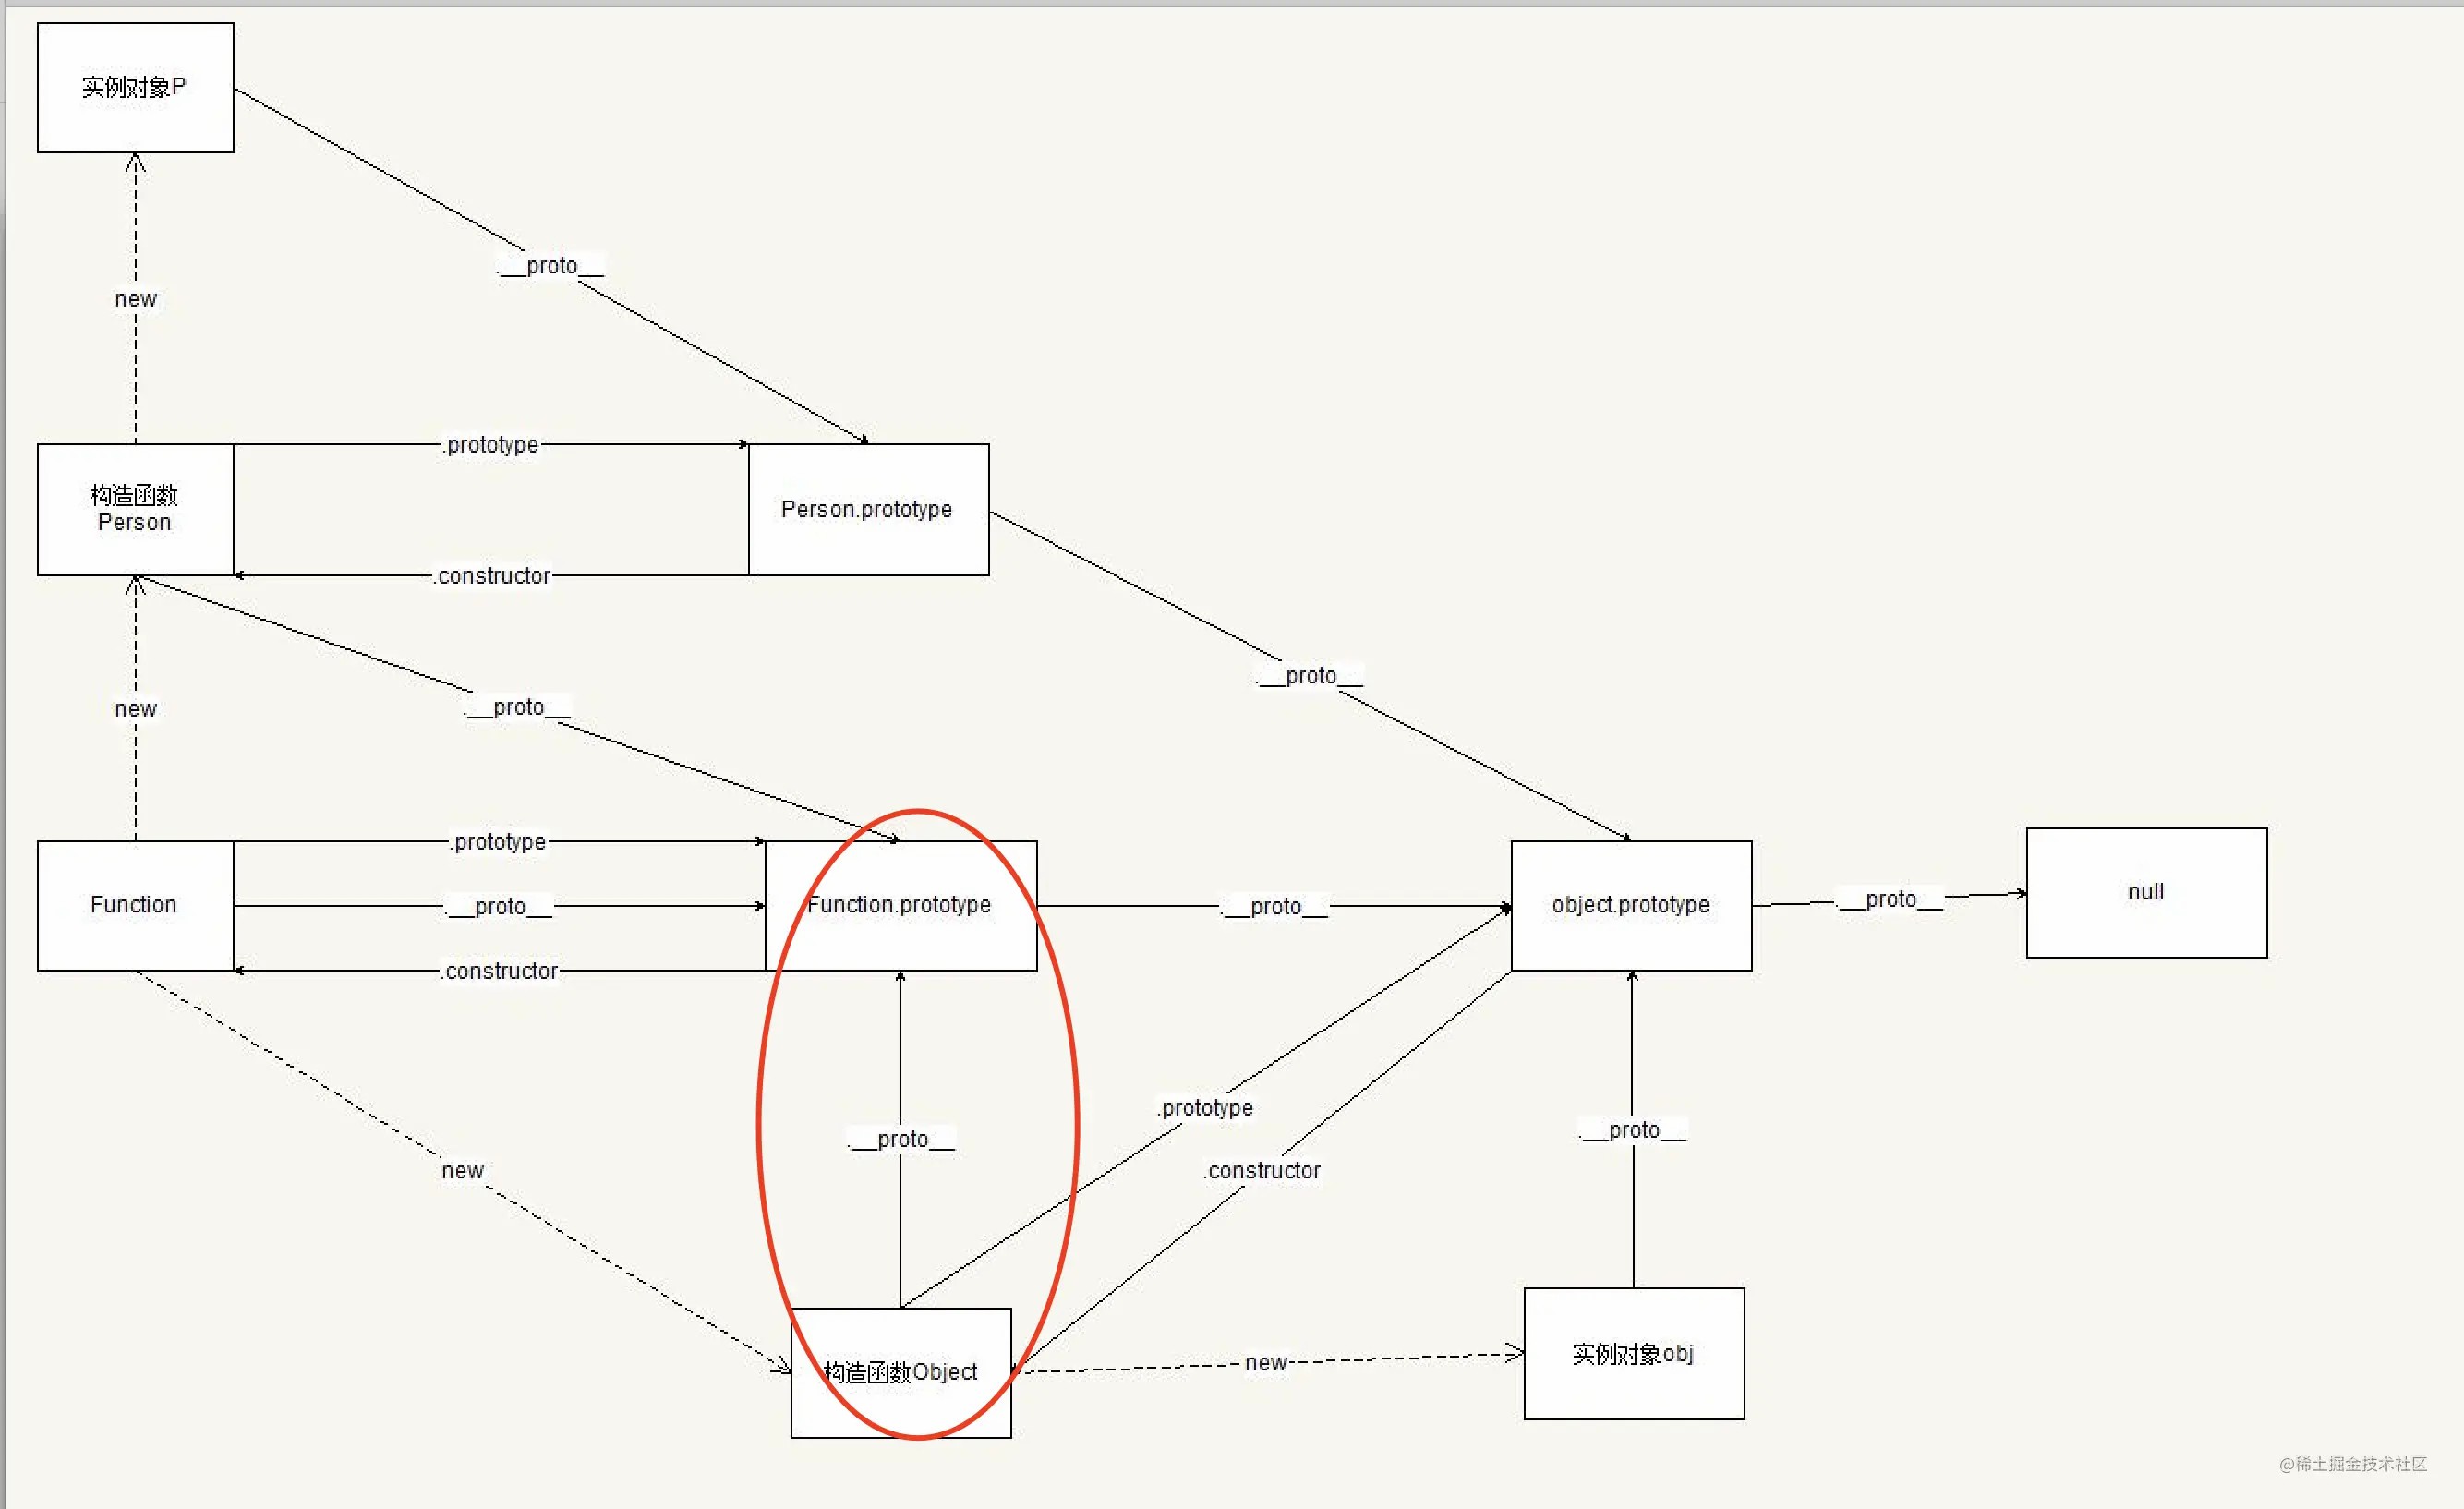 实例对象P
.__proto__
new
.prototype
构造函数
Person
Person.prototype
.constructor
.__proto__
new
.__proto__
.prototype
Function
.__proto__
Function.prototype
.__proto__
object.prototype
.__proto__
null
.constructor
.prototype
.__proto__
.__proto__
new
.constructor
构造函数Object
new
实例对象obj
@稀土掘金技术社区